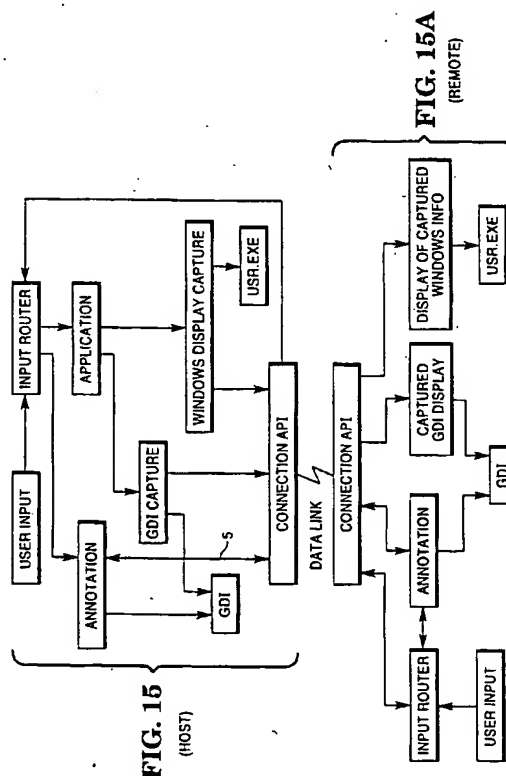 FIG. 15
(HOST)
USER INPUT
INPUT ROUTER
ANNOTATION
APPLICATION
GDI CAPTURE
WINDOWS DISPLAY CAPTURE
GDI
5
USR.EXE
CONNECTION API
DATA LINK
FIG. 15A
(REMOTE)
CONNECTION API
INPUT ROUTER
ANNOTATION
CAPTURED
GDI DISPLAY
DISPLAY OF CAPTURED
WINDOWS INFO
USER INPUT
GDI
USR.EXE